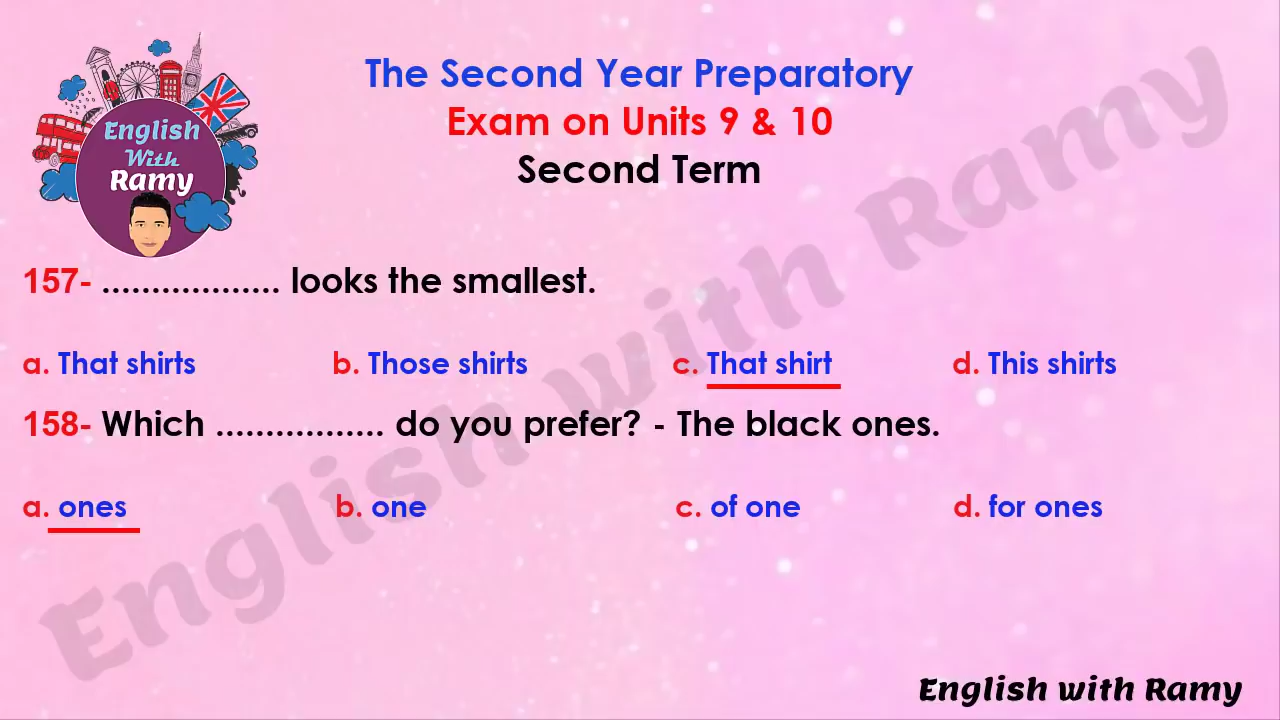 The Second Year Preparatory
Exam on Units 9 & 10
Second Term
English
With
Ramy
157- .................. looks the smallest.
a. That shirts b. Those shirts c. That shirt d. This shirts
158- Which ................. do you prefer? - The black ones.
a. ones b. one c. of one d. for ones
English with Ramy
English with Ramy